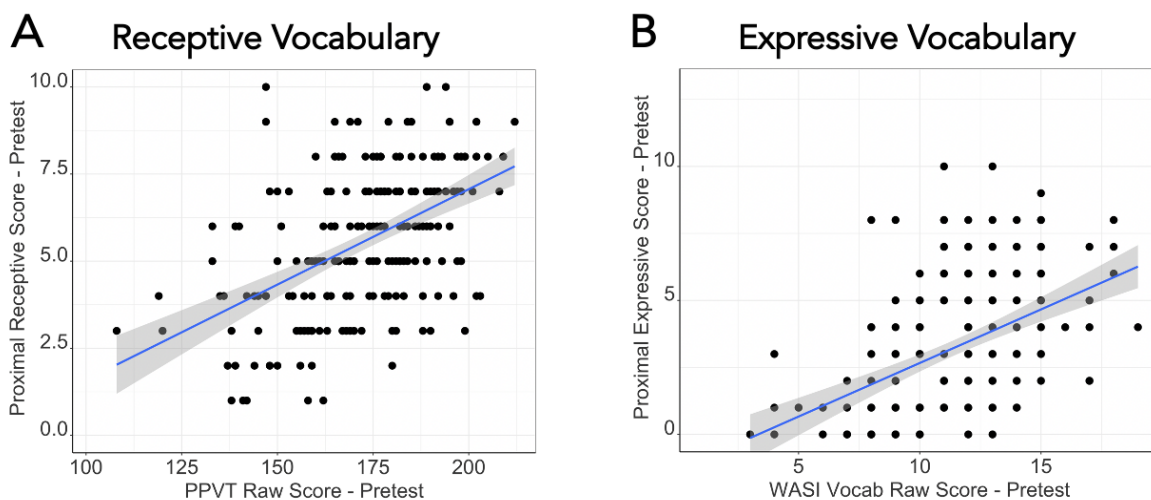 A
Receptive Vocabulary
Proximal Receptive Score - Pretest
10.0
7.5
5.0
2.5
0.0
100
125
150
175
200
PPVT Raw Score - Pretest
B
Expressive Vocabulary
Proximal Expressive Score - Pretest
10
5
0
5
10
15
WASI Vocab Raw Score - Pretest